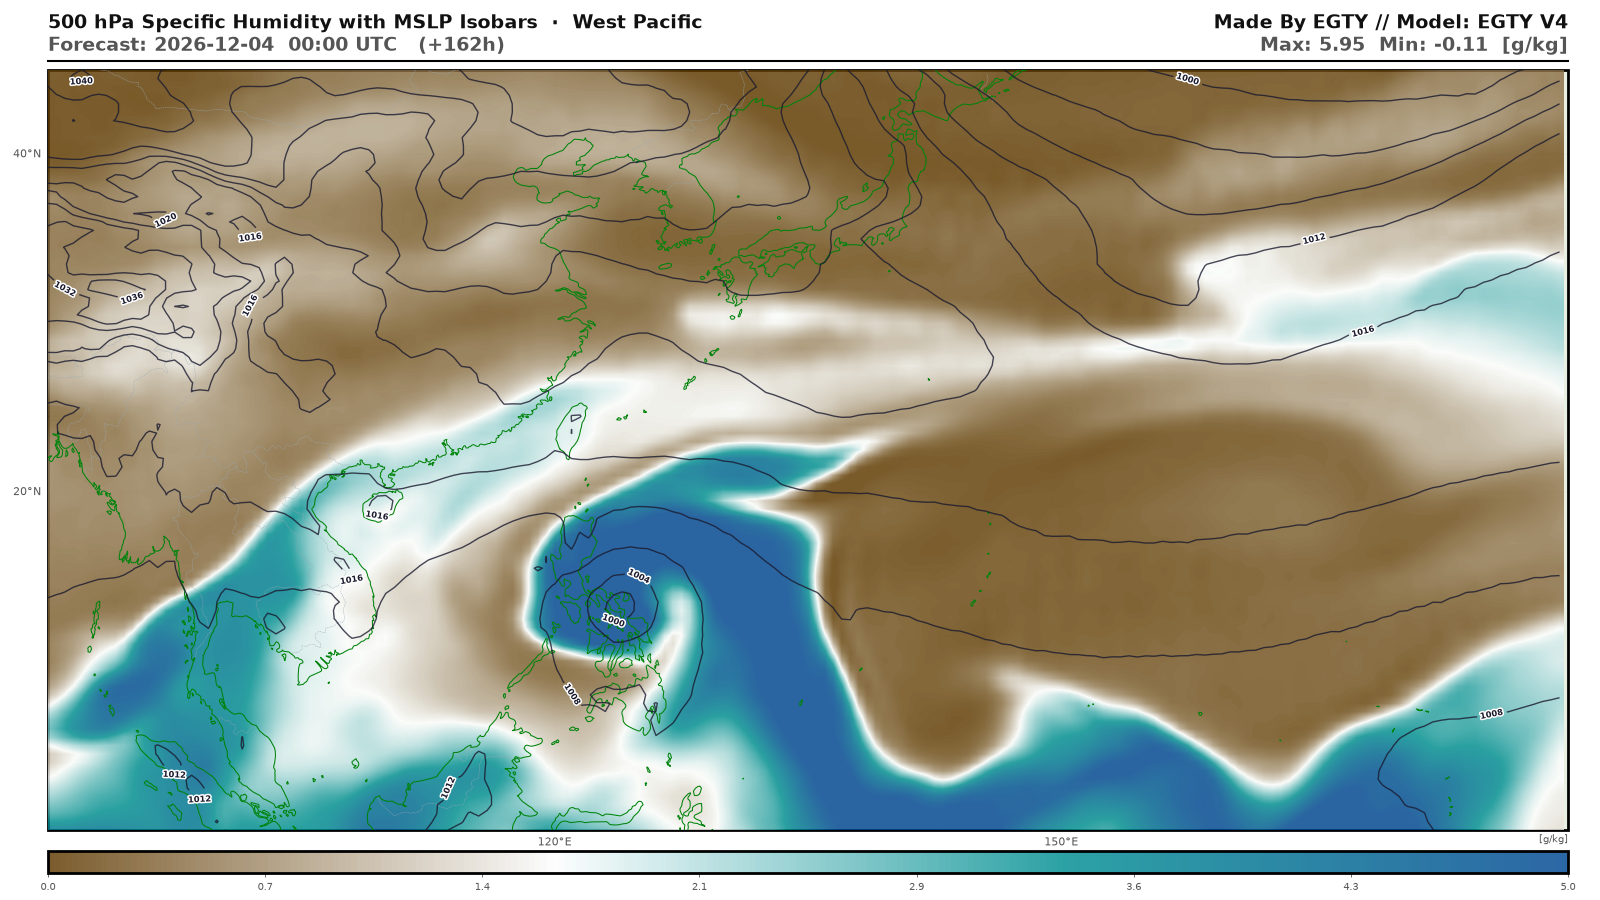 500 hPa Specific Humidity with MSLP Isobars · West Pacific
Made By EGTY // Model: EGTY V4
Forecast: 2026-12-04 00:00 UTC (+162h)
Max: 5.95 Min: -0.11 [g/kg]
1040
1000
40°N
1020
1016
1012
1032
1036
1016
1016
20°N
1016
1016
1004
1000
1008
1008
1012
1012
1012
120°E
150°E
[g/kg]
0.0
0.7
1.4
2.1
2.9
3.6
4.3
5.0